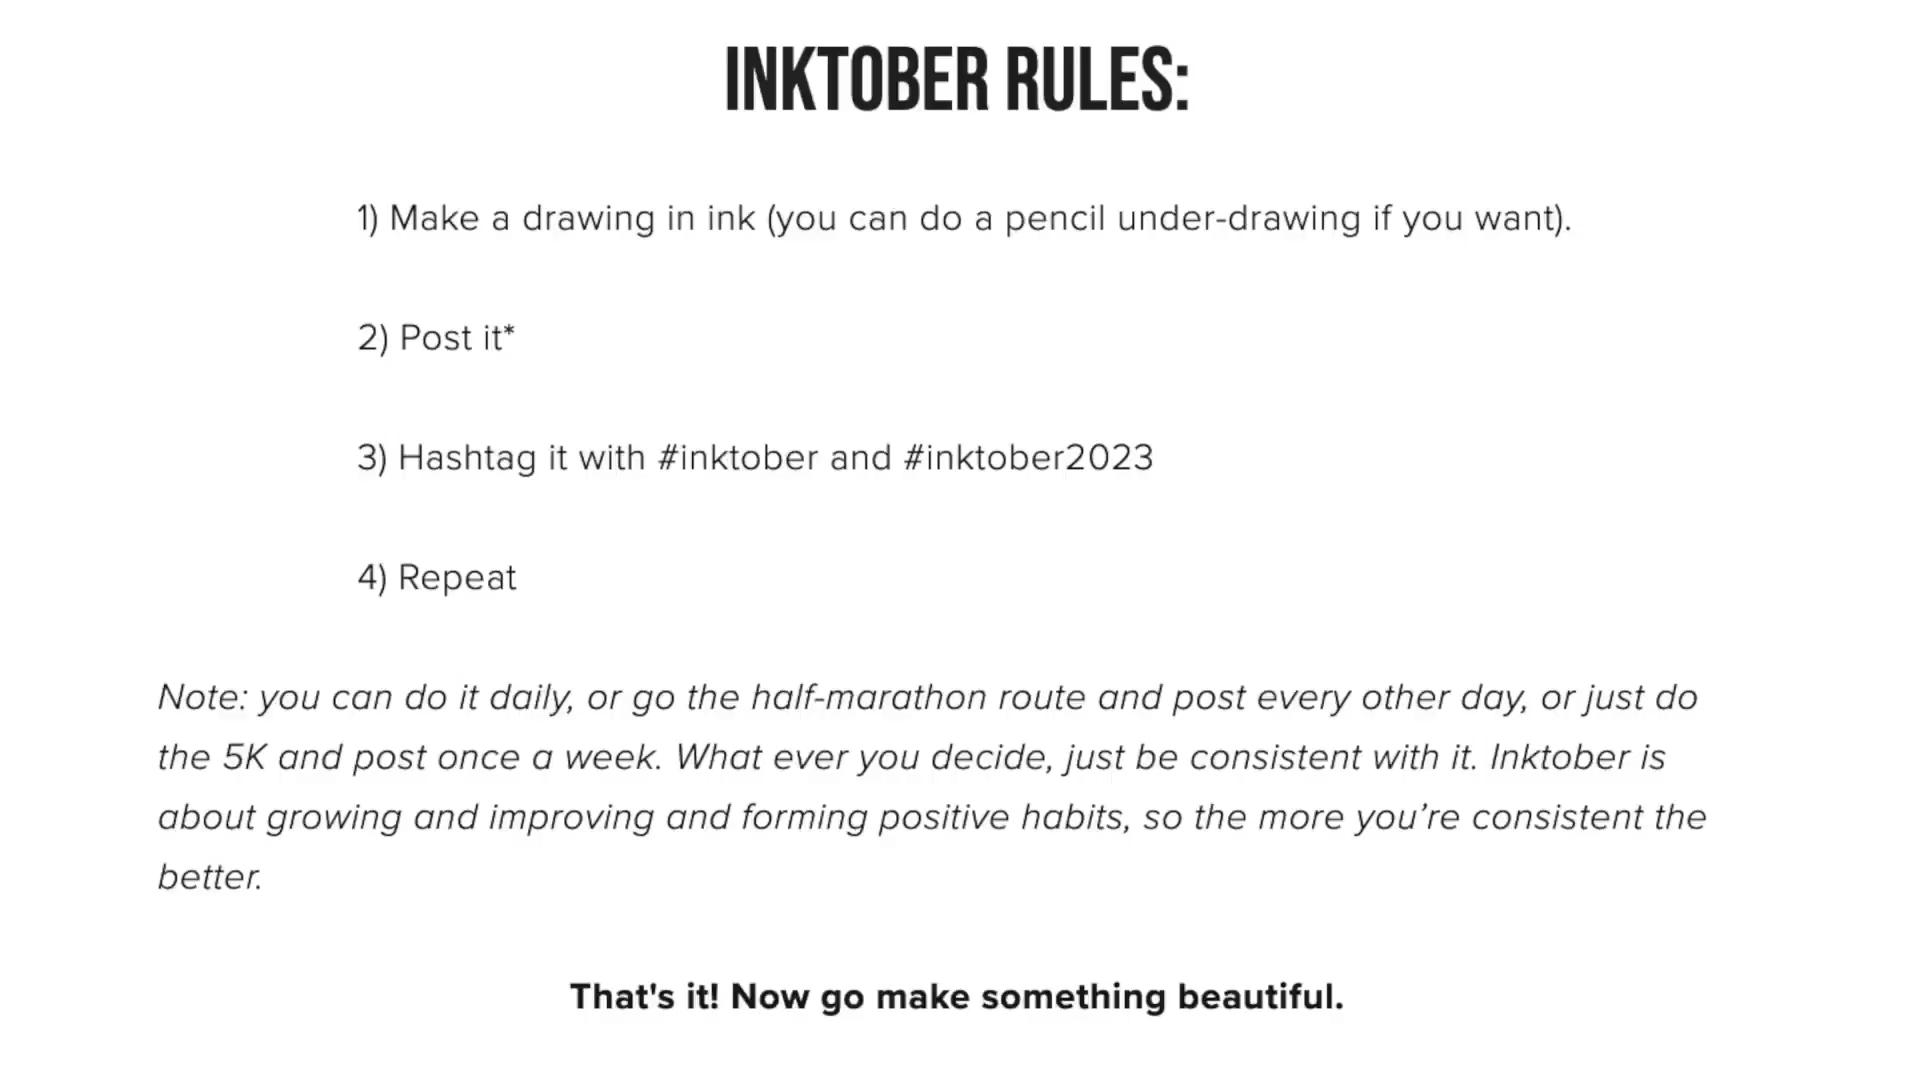 INKTOBER RULES:
1) Make a drawing in ink (you can do a pencil under-drawing if you want).
2) Post it*
3) Hashtag it with #inktober and #inktober2023
4) Repeat
Note: you can do it daily, or go the half-marathon route and post every other day, or just do
the 5K and post once a week. What ever you decide, just be consistent with it. Inktober is
about growing and improving and forming positive habits, so the more you’re consistent the
better.
That's it! Now go make something beautiful.